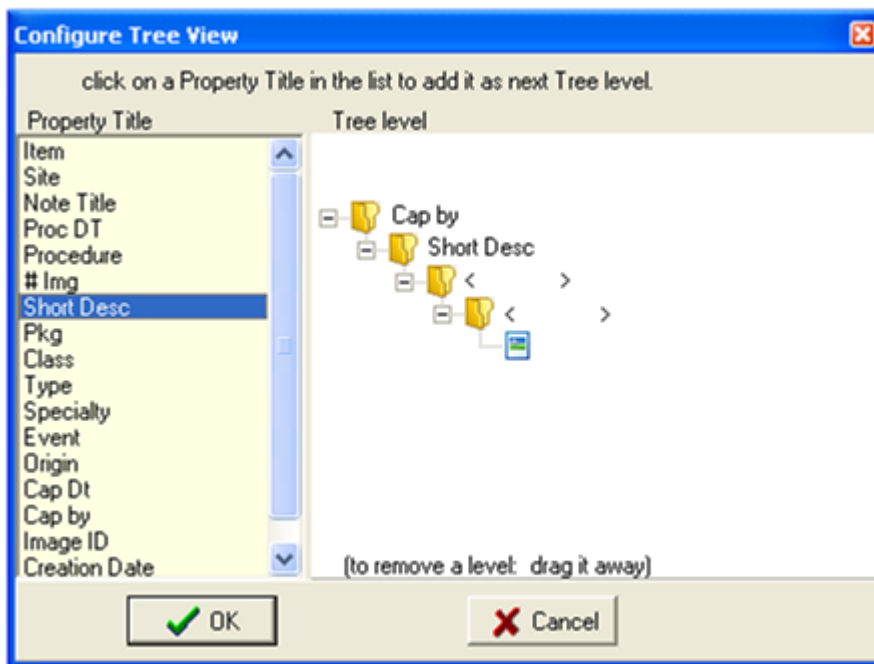 Configure Tree View
click on a Property Title in the list to add it as next Tree level.
Property Title
Tree level
Item
Site
Note Title
Proc DT
Procedure
# Img
Short Desc
Pkg
Class
Type
Specialty
Event
Origin
Cap Dt
Cap by
Image ID
Creation Date
Cap by
Short Desc
< >
< >
(to remove a level: drag it away)
OK
Cancel